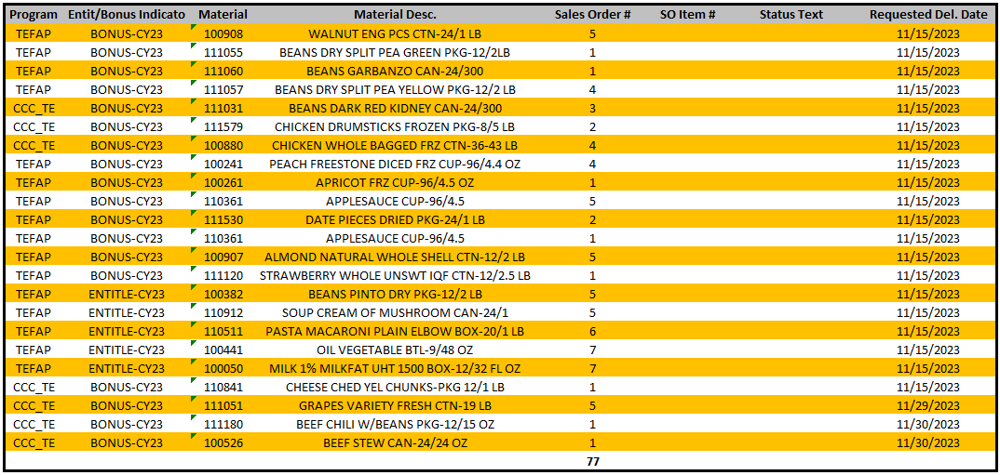 Program Entit/Bonus Indicato Material Material Desc. Sales Order # SO Item # Status Text Requested Del. Date
TEFAP BONUS-CY23 100908 WALNUT ENG PCS CTN-24/1 LB 5 11/15/2023
TEFAP BONUS-CY23 111055 BEANS DRY SPLIT PEA GREEN PKG-12/2LB 1 11/15/2023
TEFAP BONUS-CY23 111060 BEANS GARBANZO CAN-24/300 1 11/15/2023
TEFAP BONUS-CY23 111057 BEANS DRY SPLIT PEA YELLOW PKG-12/2 LB 4 11/15/2023
CCC_TE BONUS-CY23 111031 BEANS DARK RED KIDNEY CAN-24/300 3 11/15/2023
CCC_TE BONUS-CY23 111579 CHICKEN DRUMSTICKS FROZEN PKG-8/5 LB 2 11/15/2023
CCC_TE BONUS-CY23 100880 CHICKEN WHOLE BAGGED FRZ CTN-36-43 LB 4 11/15/2023
TEFAP BONUS-CY23 100241 PEACH FREESTONE DICED FRZ CUP-96/4.4 OZ 4 11/15/2023
TEFAP BONUS-CY23 100261 APRICOT FRZ CUP-96/4.5 OZ 1 11/15/2023
TEFAP BONUS-CY23 110361 APPLESAUCE CUP-96/4.5 5 11/15/2023
TEFAP BONUS-CY23 111530 DATE PIECES DRIED PKG-24/1 LB 2 11/15/2023
TEFAP BONUS-CY23 110361 APPLESAUCE CUP-96/4.5 1 11/15/2023
TEFAP BONUS-CY23 100907 ALMOND NATURAL WHOLE SHELL CTN-12/2 LB 5 11/15/2023
TEFAP BONUS-CY23 111120 STRAWBERRY WHOLE UNSWT IQF CTN-12/2.5 LB 1 11/15/2023
TEFAP ENTITLE-CY23 100382 BEANS PINTO DRY PKG-12/2 LB 5 11/15/2023
TEFAP ENTITLE-CY23 110912 SOUP CREAM OF MUSHROOM CAN-24/1 5 11/15/2023
TEFAP ENTITLE-CY23 110511 PASTA MACARONI PLAIN ELBOW BOX-20/1 LB 6 11/15/2023
TEFAP ENTITLE-CY23 100441 OIL VEGETABLE BTL-9/48 OZ 7 11/15/2023
TEFAP ENTITLE-CY23 100050 MILK 1% MILKFAT UHT 1500 BOX-12/32 FL OZ 7 11/15/2023
CCC_TE BONUS-CY23 110841 CHEESE CHED YEL CHUNKS-PKG 12/1 LB 1 11/15/2023
CCC_TE BONUS-CY23 111051 GRAPES VARIETY FRESH CTN-19 LB 5 11/29/2023
CCC_TE BONUS-CY23 111180 BEEF CHILI W/BEANS PKG-12/15 OZ 1 11/30/2023
CCC_TE BONUS-CY23 100526 BEEF STEW CAN-24/24 OZ 1 11/30/2023
77